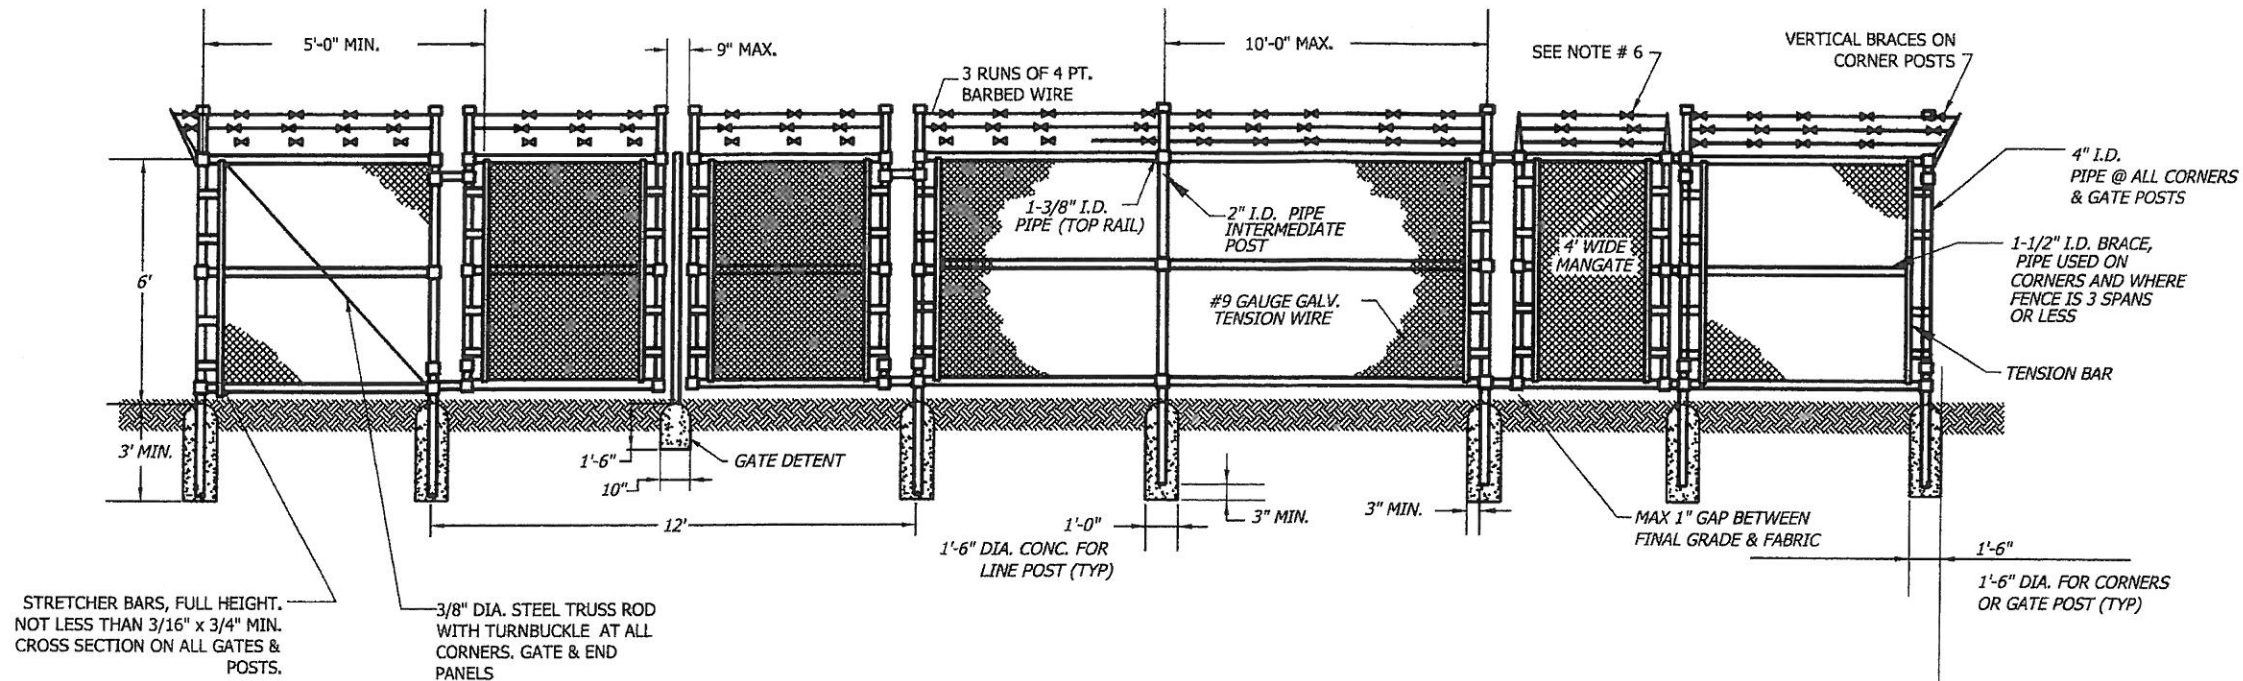 5'-0" MIN.
9" MAX.
10'-0" MAX.
SEE NOTE # 6
VERTICAL BRACES ON
CORNER POSTS
3 RUNS OF 4 PT.
BARBED WIRE
4" I.D.
PIPE @ ALL CORNERS
& GATE POSTS
1-3/8" I.D.
PIPE (TOP RAIL)
2" I.D. PIPE
INTERMEDIATE
POST
4' WIDE
MANGATE
1-1/2" I.D. BRACE,
PIPE USED ON
CORNERS AND WHERE
FENCE IS 3 SPANS
OR LESS
6'
#9 GAUGE GALV.
TENSION WIRE
TENSION BAR
3' MIN.
1'-6"
GATE DETENT
10"
12'
1'-0"
3" MIN.
3" MIN.
1'-6" DIA. CONC. FOR
LINE POST (TYP)
MAX 1" GAP BETWEEN
FINAL GRADE & FABRIC
1'-6"
1'-6" DIA. FOR CORNERS
OR GATE POST (TYP)
STRETCHER BARS, FULL HEIGHT.
NOT LESS THAN 3/16" x 3/4" MIN.
CROSS SECTION ON ALL GATES &
POSTS.
3/8" DIA. STEEL TRUSS ROD
WITH TURNBUCKLE AT ALL
CORNERS. GATE & END
PANELS